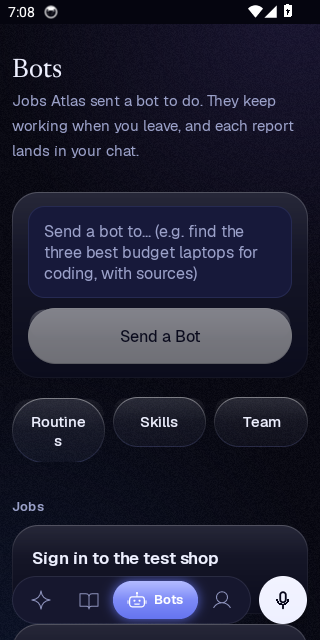 7:08
Bots
Jobs Atlas sent a bot to do. They keep
working when you leave, and each report
lands in your chat.
Send a bot to... (e.g. find the
three best budget laptops for
coding, with sources)
Send a Bot
Routine
s
Skills
Team
Jobs
Sign in to the test shop
Bots